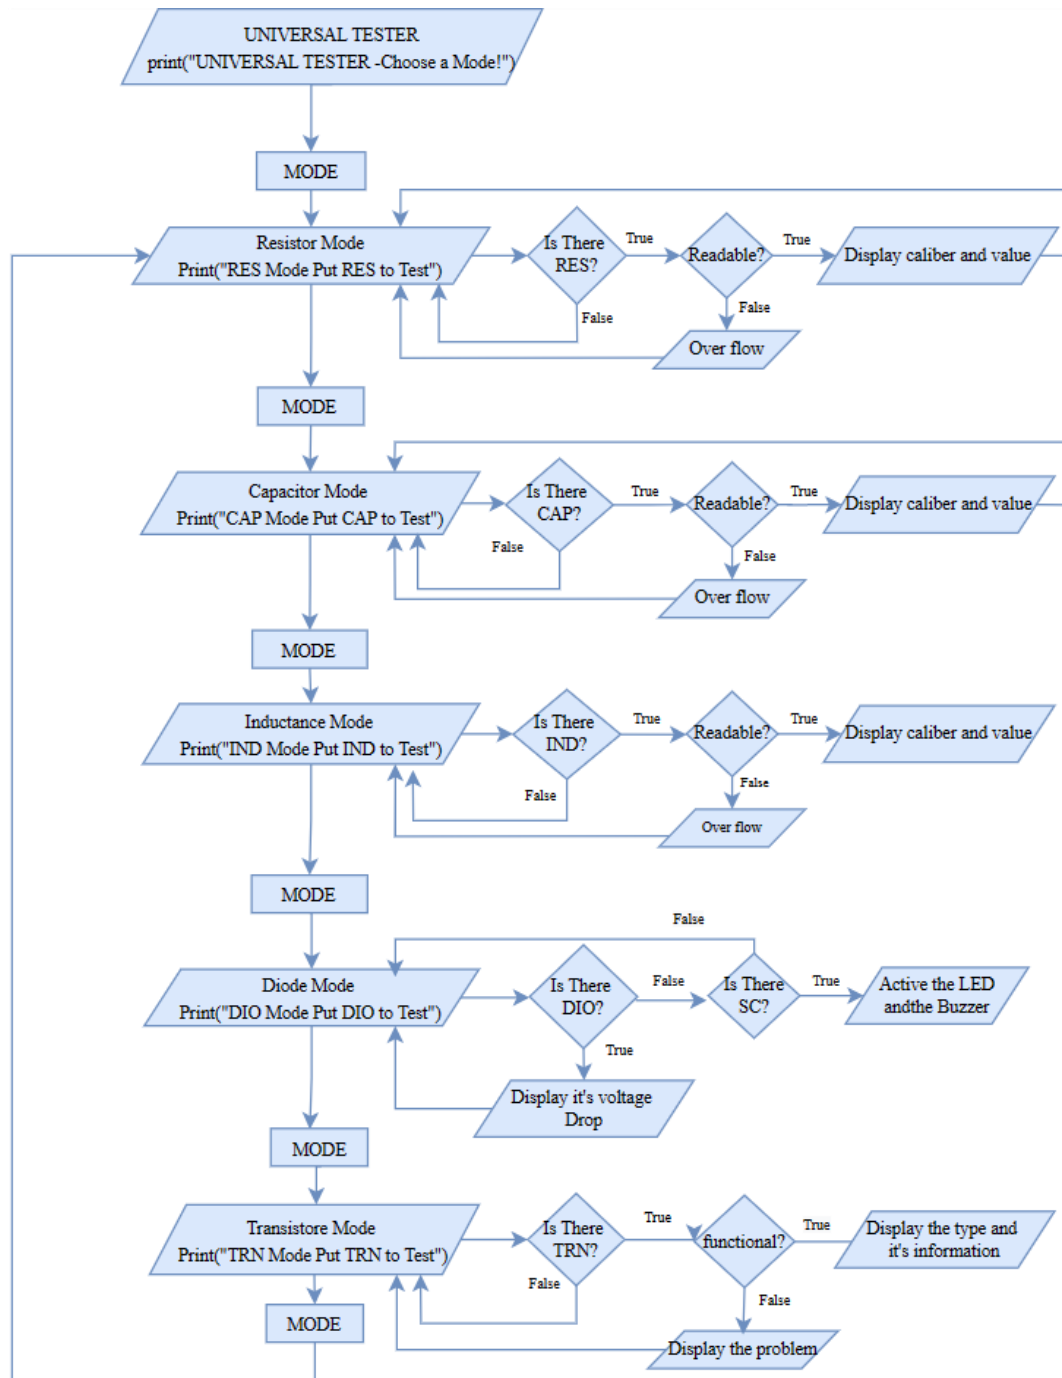 UNIVERSAL TESTER
print("UNIVERSAL TESTER -Choose a Mode!")
MODE
Resistor Mode
Print("RES Mode Put RES to Test")
Is There
RES?
True
Readable?
True
Display caliber and value
False
False
Over flow
MODE
Capacitor Mode
Print("CAP Mode Put CAP to Test")
Is There
CAP?
True
Readable?
True
Display caliber and value
False
False
Over flow
MODE
Inductance Mode
Print("IND Mode Put IND to Test")
Is There
IND?
True
Readable?
True
Display caliber and value
False
False
Over flow
MODE
False
Diode Mode
Print("DIO Mode Put DIO to Test")
Is There
DIO?
False
Is There
SC?
True
Active the LED
andthe Buzzer
True
Display it's voltage
Drop
MODE
Transistore Mode
Print("TRN Mode Put TRN to Test")
Is There
TRN?
True
functional?
True
Display the type and
it's information
False
False
MODE
Display the problem